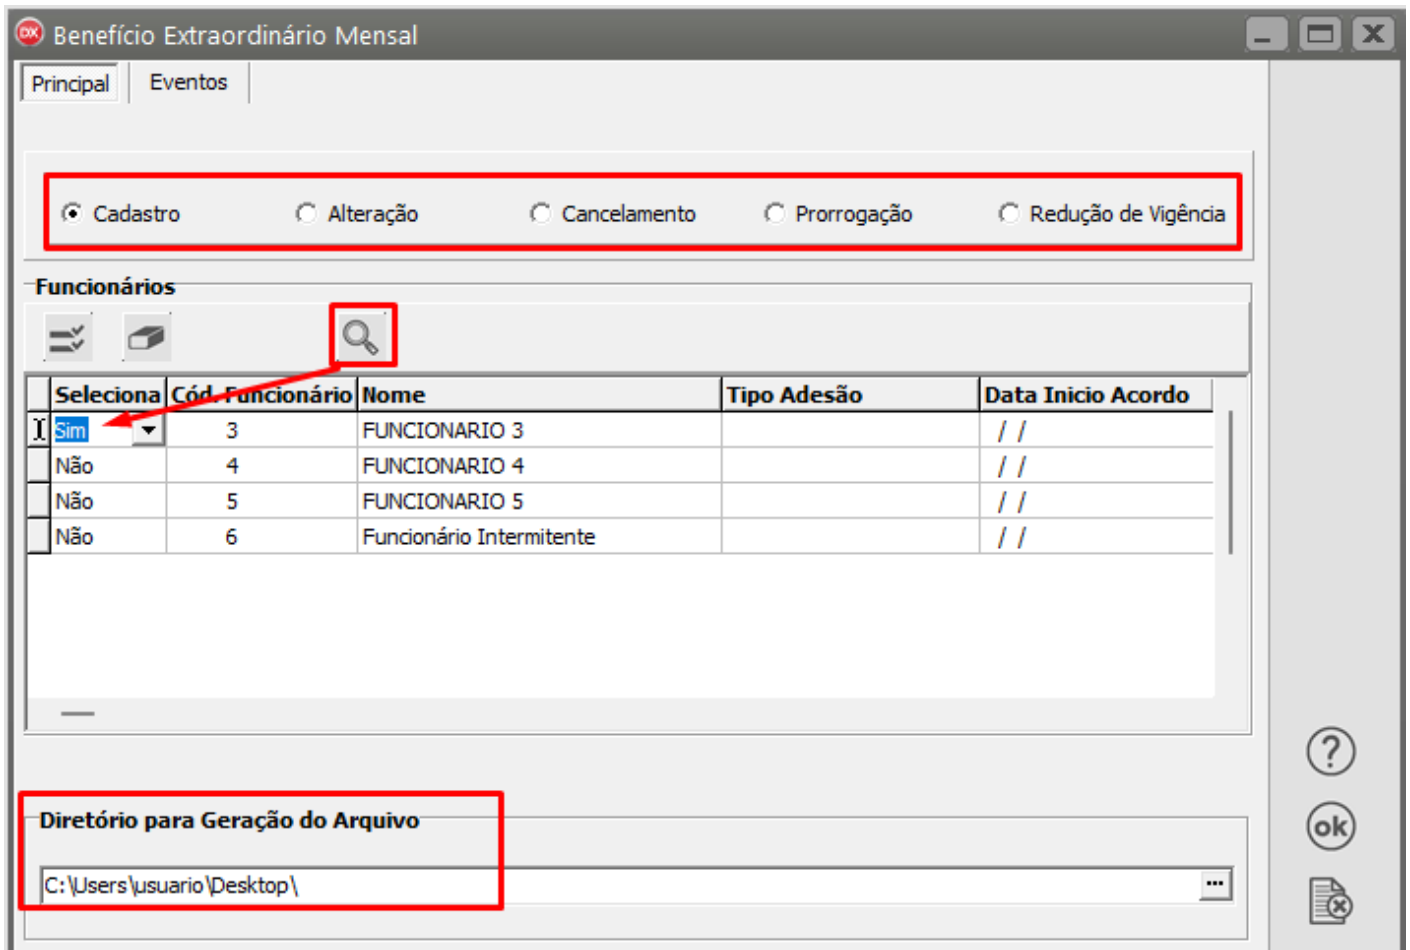 DX Benefício Extraordinário Mensal
Principal Eventos
Cadastro Alteração Cancelamento Prorrogação Redução de Vigência
Funcionários
Seleciona Cód. Funcionário Nome Tipo Adesão Data Inicio Acordo
Sim 3 FUNCIONARIO 3 / /
Não 4 FUNCIONARIO 4 / /
Não 5 FUNCIONARIO 5 / /
Não 6 Funcionário Intermitente / /
?
Diretório para Geração do Arquivo
ok
C:\Users\usuario\Desktop\ ...